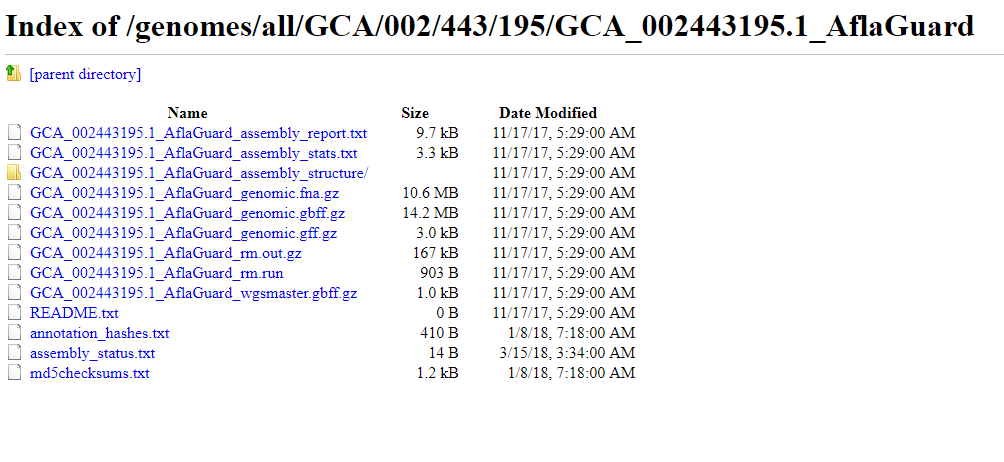 Index of /genomes/all/GCA/002/443/195/GCA_002443195.1_AflaGuard
[parent directory]
Name Size Date Modified
GCA_002443195.1_AflaGuard_assembly_report.txt 9.7 kB 11/17/17, 5:29:00 AM
GCA_002443195.1_AflaGuard_assembly_stats.txt 3.3 kB 11/17/17, 5:29:00 AM
GCA_002443195.1_AflaGuard_assembly_structure/ 11/17/17, 5:29:00 AM
GCA_002443195.1_AflaGuard_genomic.fna.gz 10.6 MB 11/17/17, 5:29:00 AM
GCA_002443195.1_AflaGuard_genomic.gbff.gz 14.2 MB 11/17/17, 5:29:00 AM
GCA_002443195.1_AflaGuard_genomic.gff.gz 3.0 kB 11/17/17, 5:29:00 AM
GCA_002443195.1_AflaGuard_rm.out.gz 167 kB 11/17/17, 5:29:00 AM
GCA_002443195.1_AflaGuard_rm.run 903 B 11/17/17, 5:29:00 AM
GCA_002443195.1_AflaGuard_wgsmaster.gbff.gz 1.0 kB 11/17/17, 5:29:00 AM
README.txt 0 B 11/17/17, 5:29:00 AM
annotation_hashes.txt 410 B 1/8/18, 7:18:00 AM
assembly_status.txt 14 B 3/15/18, 3:34:00 AM
md5checksums.txt 1.2 kB 1/8/18, 7:18:00 AM